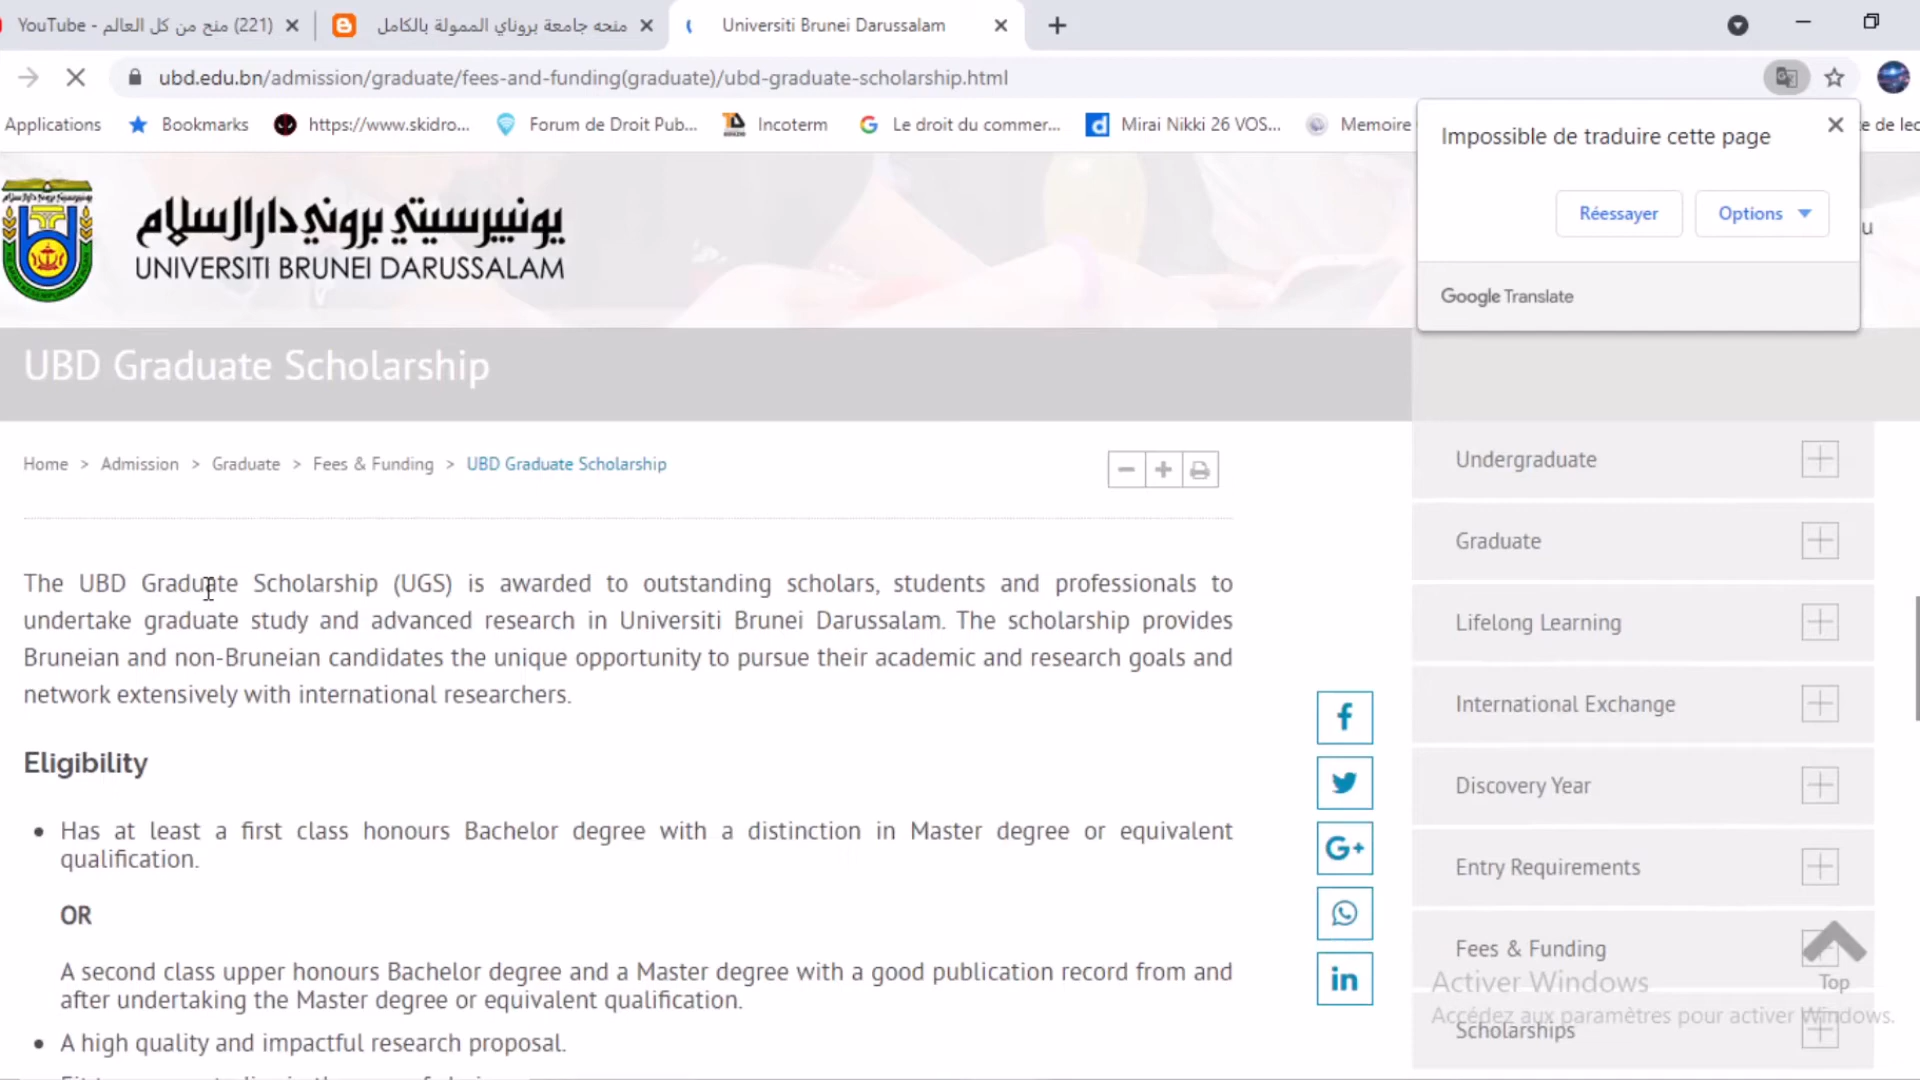 YouTube - منح من كل العالم (221)
منحه جامعة بروناي الممولة بالكامل
Universiti Brunei Darussalam
ubd.edu.bn/admission/graduate/fees-and-funding(graduate)/ubd-graduate-scholarship.html
Applications
Bookmarks
https://www.skidro...
Forum de Droit Pub...
Incoterm
Le droit du commer...
Mirai Nikki 26 VOS...
Memoire
e de lec
Impossible de traduire cette page
Réessayer
Options
Google Translate
يونيبرسيتي بروني دارالسلام
UNIVERSITI BRUNEI DARUSSALAM
u
UBD Graduate Scholarship
Home > Admission > Graduate > Fees & Funding > UBD Graduate Scholarship
The UBD Graduate Scholarship (UGS) is awarded to outstanding scholars, students and professionals to
undertake graduate study and advanced research in Universiti Brunei Darussalam. The scholarship provides
Bruneian and non-Bruneian candidates the unique opportunity to pursue their academic and research goals and
network extensively with international researchers.
Eligibility
• Has at least a first class honours Bachelor degree with a distinction in Master degree or equivalent
qualification.
OR
A second class upper honours Bachelor degree and a Master degree with a good publication record from and
after undertaking the Master degree or equivalent qualification.
• A high quality and impactful research proposal.
Undergraduate
Graduate
Lifelong Learning
International Exchange
Discovery Year
Entry Requirements
Fees & Funding
Scholarships
Top
Activer Windows
Accédez aux paramètres pour activer Windows.